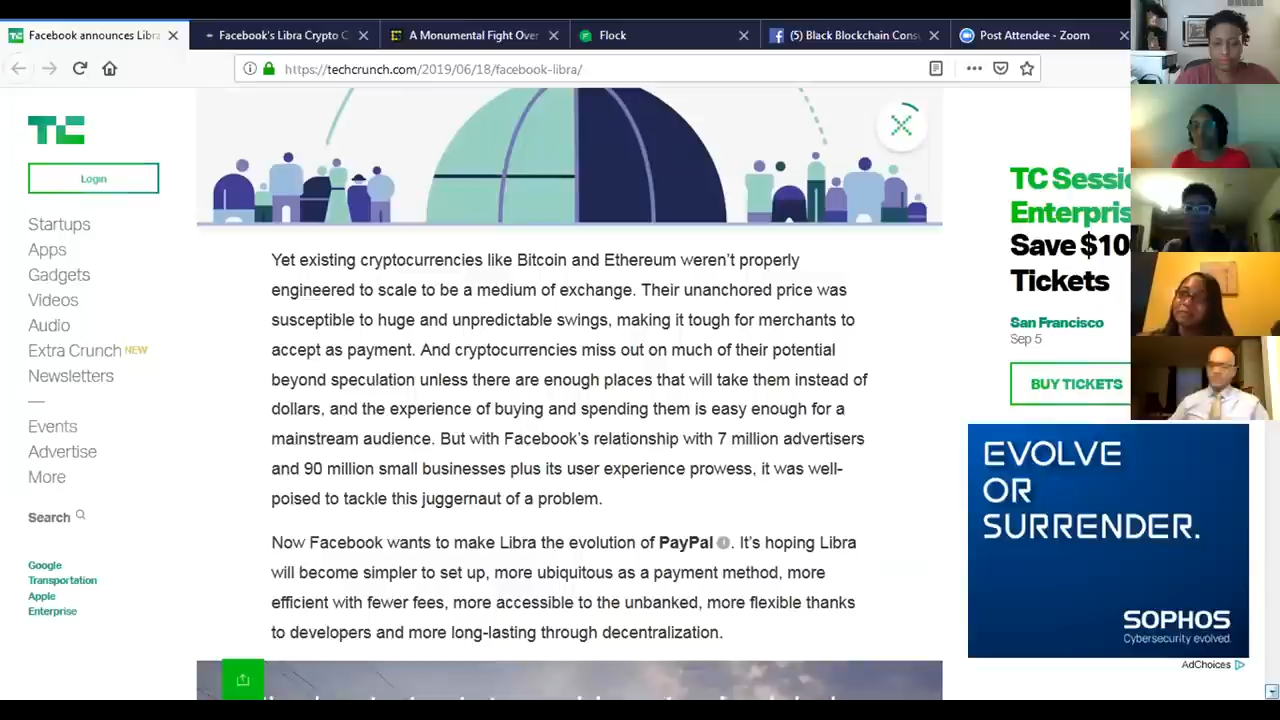 Facebook announces Libra
Facebook's Libra Crypto C
A Monumental Fight Over
Flock
(5) Black Blockchain Cons
Post Attendee - Zoom
https://techcrunch.com/2019/06/18/facebook-libra/
TC
Login
Startups
Apps
Gadgets
Videos
Audio
Extra Crunch NEW
Newsletters
Events
Advertise
More
Search
Google
Transportation
Apple
Enterprise
Yet existing cryptocurrencies like Bitcoin and Ethereum weren't properly
engineered to scale to be a medium of exchange. Their unanchored price was
susceptible to huge and unpredictable swings, making it tough for merchants to
accept as payment. And cryptocurrencies miss out on much of their potential
beyond speculation unless there are enough places that will take them instead of
dollars, and the experience of buying and spending them is easy enough for a
mainstream audience. But with Facebook's relationship with 7 million advertisers
and 90 million small businesses plus its user experience prowess, it was well-
poised to tackle this juggernaut of a problem.
Now Facebook wants to make Libra the evolution of PayPal. It's hoping Libra
will become simpler to set up, more ubiquitous as a payment method, more
efficient with fewer fees, more accessible to the unbanked, more flexible thanks
to developers and more long-lasting through decentralization.
TC Sessi
Enterpris
Save $10
Tickets
San Francisco
Sep 5
BUY TICKETS
EVOLVE
OR
SURRENDER.
SOPHOS
Cybersecurity evolved.
AdChoices